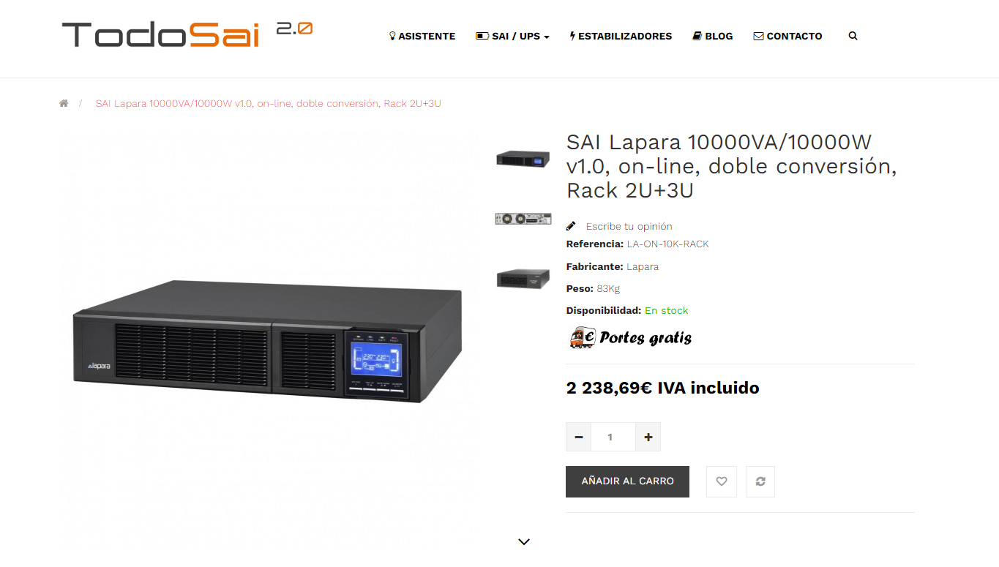 TodoSai 2.0
ASISTENTE
SAI / UPS
ESTABILIZADORES
BLOG
CONTACTO
/ SAI Lapara 10000VA/10000W v1.0, on-line, doble conversión, Rack 2U+3U
SAI Lapara 10000VA/10000W
v1.0, on-line, doble conversión,
Rack 2U+3U
Escribe tu opinión
Referencia: LA-ON-10K-RACK
Fabricante: Lapara
Peso: 83Kg
Disponibilidad: En stock
€ Portes gratis
2 238,69€ IVA incluido
1
AÑADIR AL CARRO
lapara
230 230